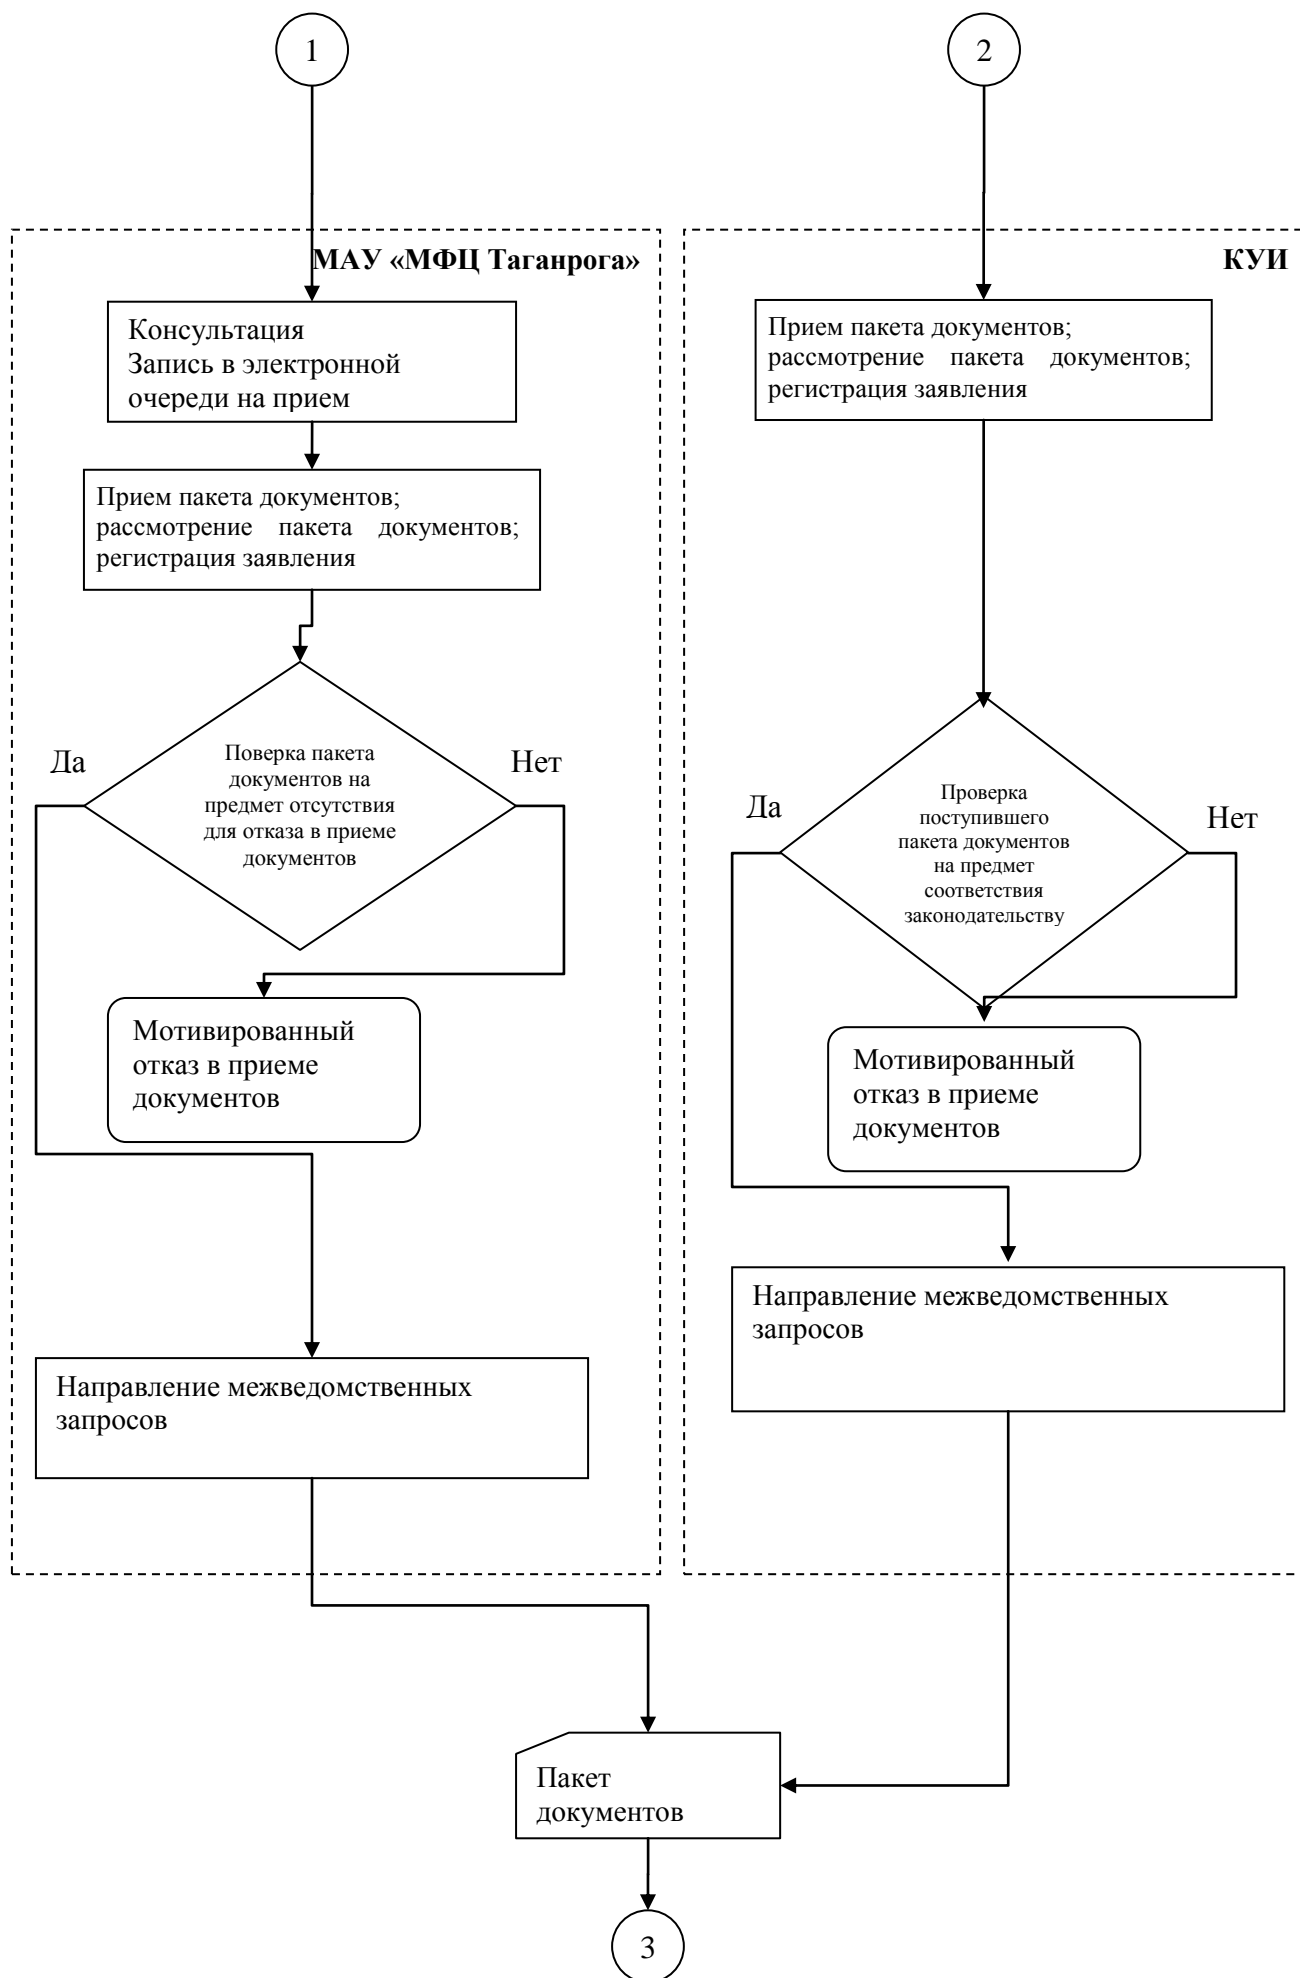 1
2
МАУ «МФЦ Таганрога»
КУИ
Консультация
Запись в электронной
очереди на прием
Прием пакета документов;
рассмотрение пакета документов;
регистрация заявления
Прием пакета документов;
рассмотрение пакета документов;
регистрация заявления
Да
Поверка пакета
документов на
предмет отсутствия
для отказа в приеме
документов
Нет
Да
Проверка
поступившего
пакета документов
на предмет
соответствия
законодательству
Нет
Мотивированный
отказ в приеме
документов
Мотивированный
отказ в приеме
документов
Направление межведомственных
запросов
Направление межведомственных
запросов
Пакет
документов
3